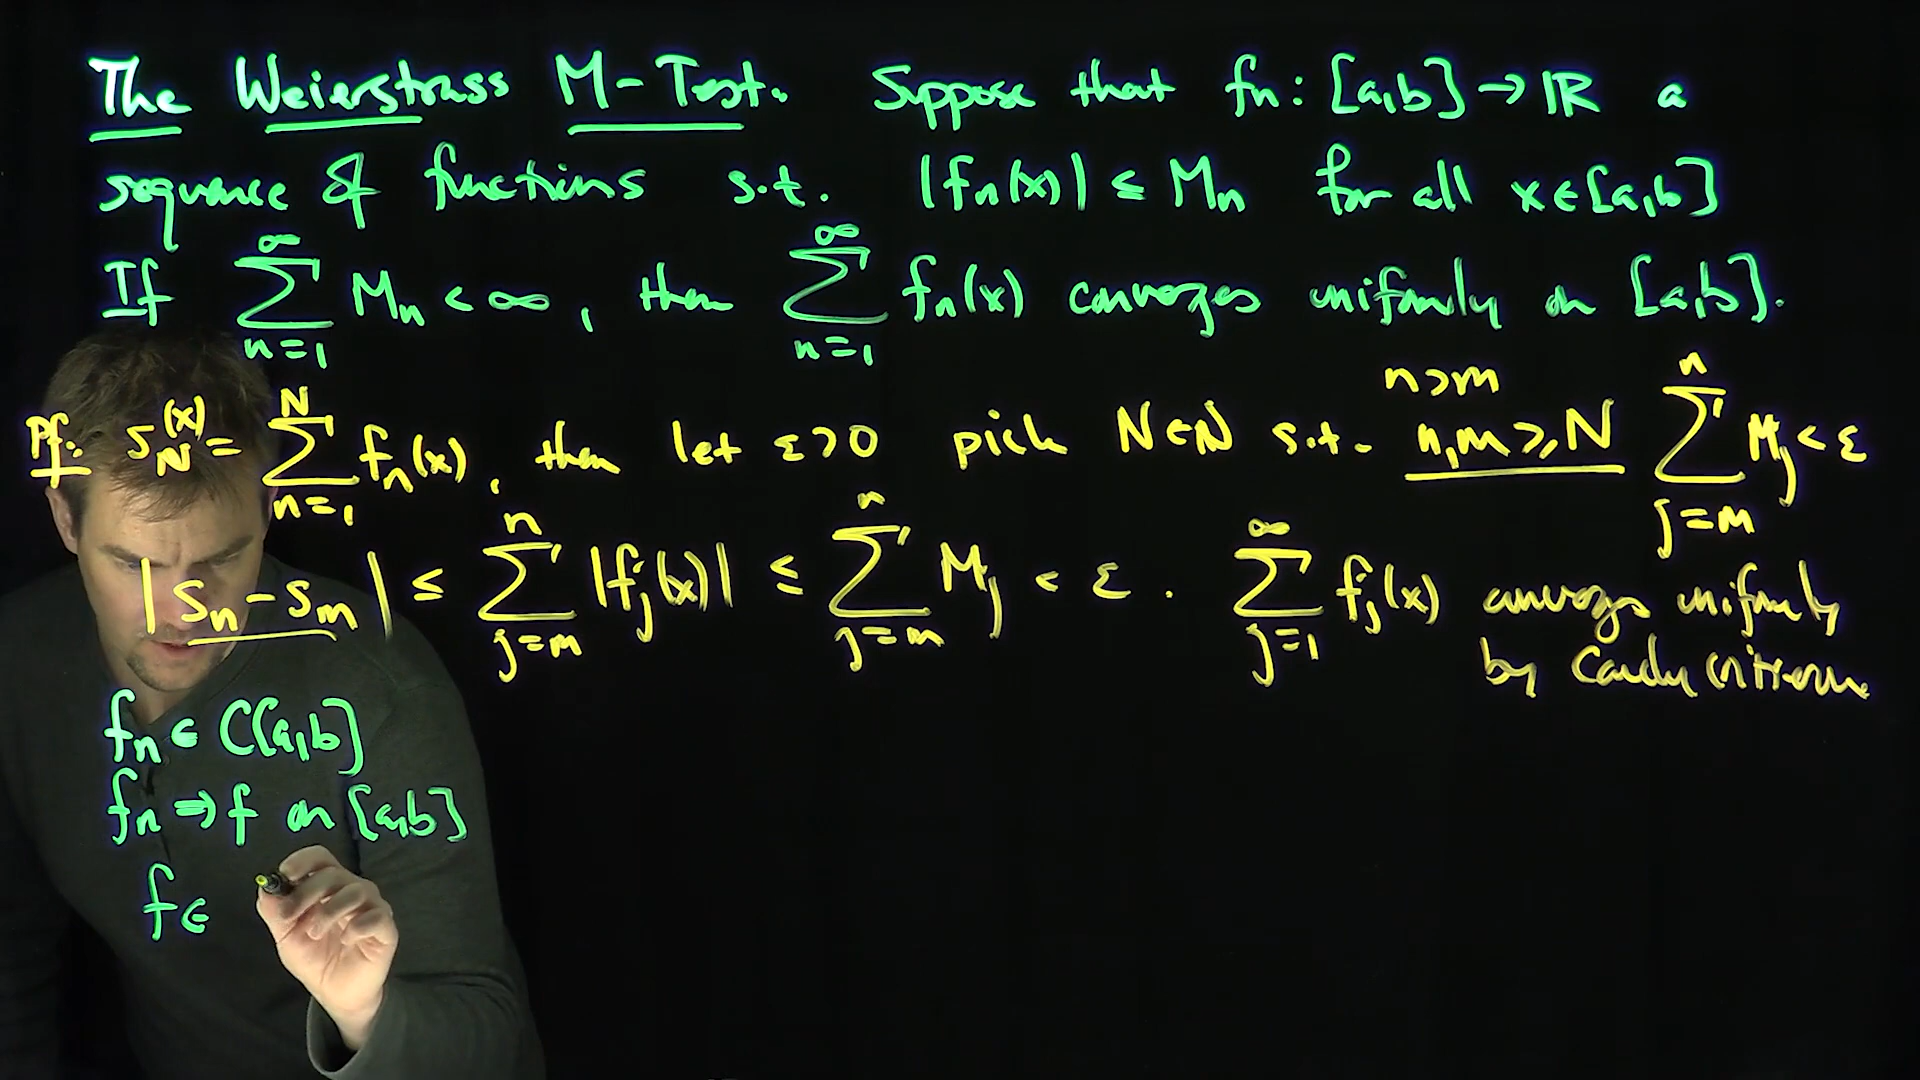 The Weierstrass M-Test. Suppose that fn: [a,b] → ℝ a
sequence of functions s.t. |fn(x)| ≤ Mn for all x∈[a,b]
If ∑_{n=1}^{∞} Mn < ∞, then ∑_{n=1}^{∞} fn(x) converges uniformly on [a,b].
Pf: S_N(x) = ∑_{n=1}^{N} fn(x), then let ε>0 pick N∈ℕ s.t. n>m n,m ≥ N ∑_{j=m}^{n} Mj < ε
|Sn - Sm| ≤ ∑_{j=m}^{n} |fj(x)| ≤ ∑_{j=m}^{n} Mj < ε. ∑_{j=1}^{∞} fj(x) converges uniformly
by Cauchy criterion
fn ∈ C[a,b]
fn ⇒ f on [a,b]
f ∈